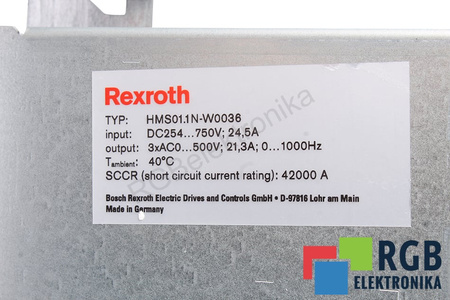 Rexroth
TYP: HMS01.1N-W0036
input: DC254...750V; 24,5A
output: 3xAC0...500V; 21,3A; 0...1000Hz
Tambient: 40°C
SCCR (short circuit current rating): 42000 A
Bosch Rexroth Electric Drives and Controls GmbH • D-97816 Lohr am Main
Made in Germany
RGBelektronika
RGB
ELEKTRONIKA